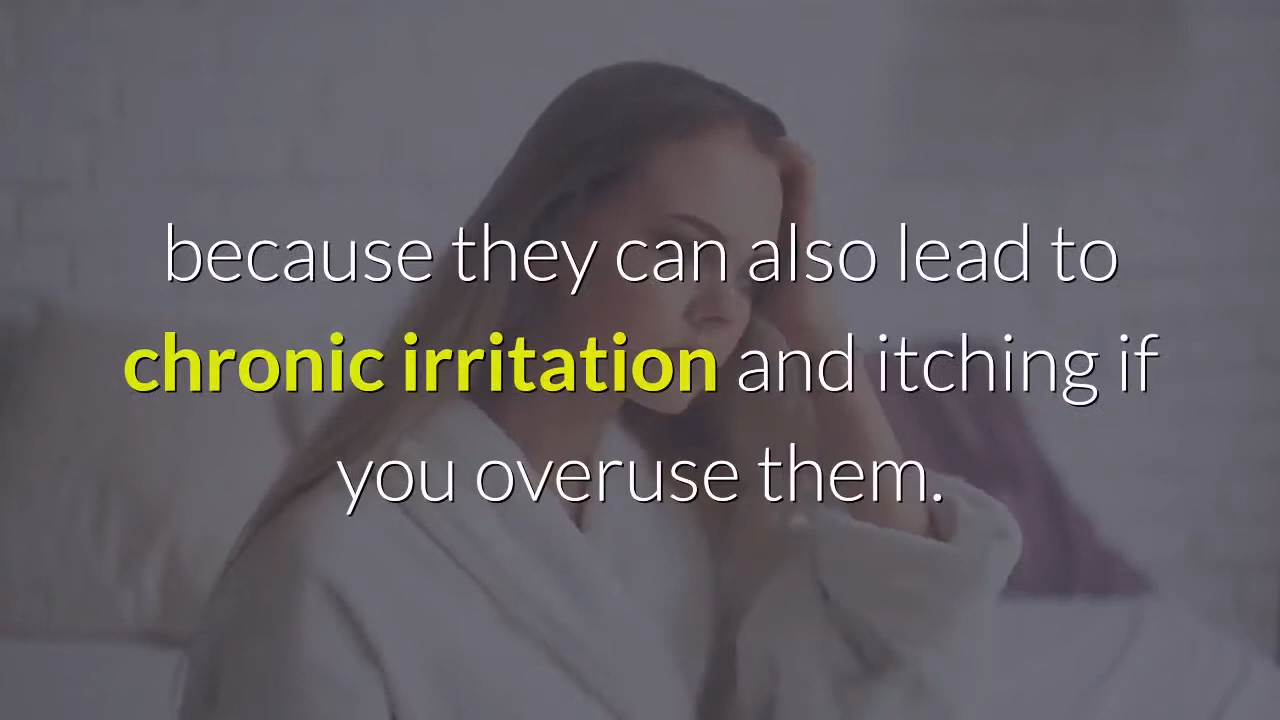 because they can also lead to
chronic irritation and itching if
you overuse them.